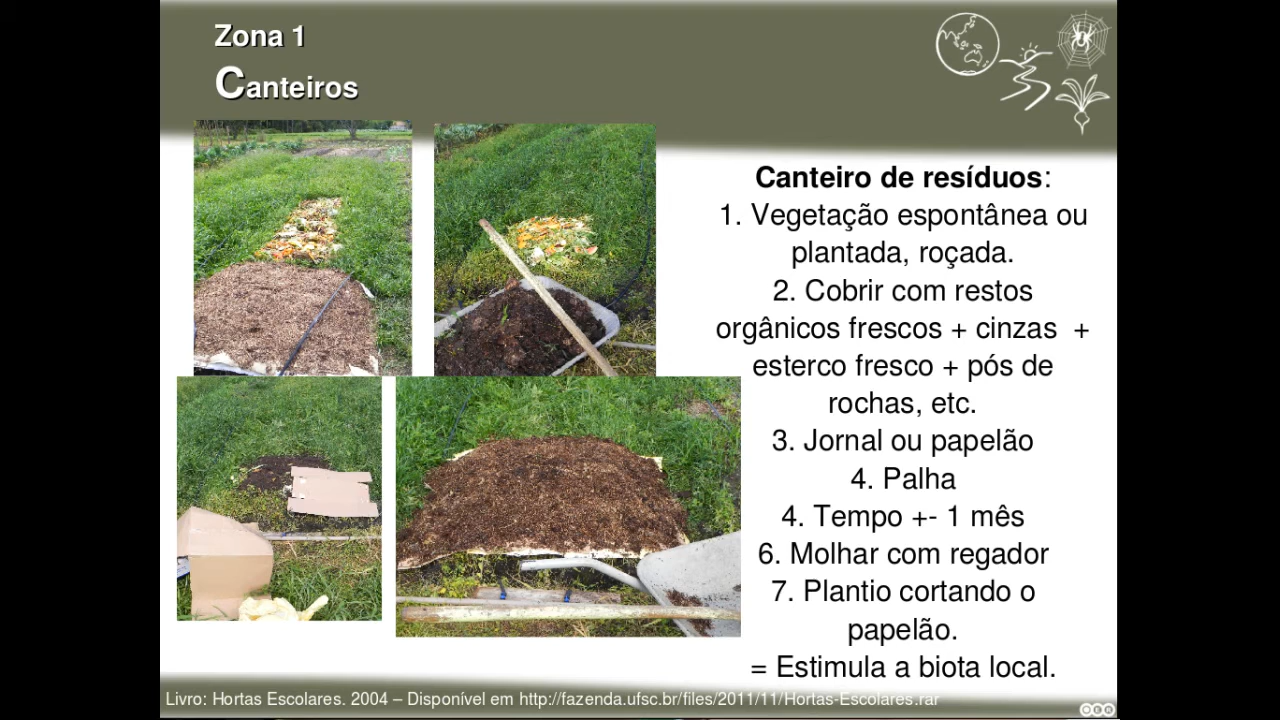 Zona 1
Canteiros
Canteiro de resíduos:
1. Vegetação espontânea ou
plantada, roçada.
2. Cobrir com restos
orgânicos frescos + cinzas  +
esterco fresco + pós de
rochas, etc.
3. Jornal ou papelão
4. Palha
4. Tempo +- 1 mês
6. Molhar com regador
7. Plantio cortando o
papelão.
= Estimula a biota local.
Livro: Hortas Escolares. 2004 – Disponível em http://fazenda.ufsc.br/files/2011/11/Hortas-Escolares.rar